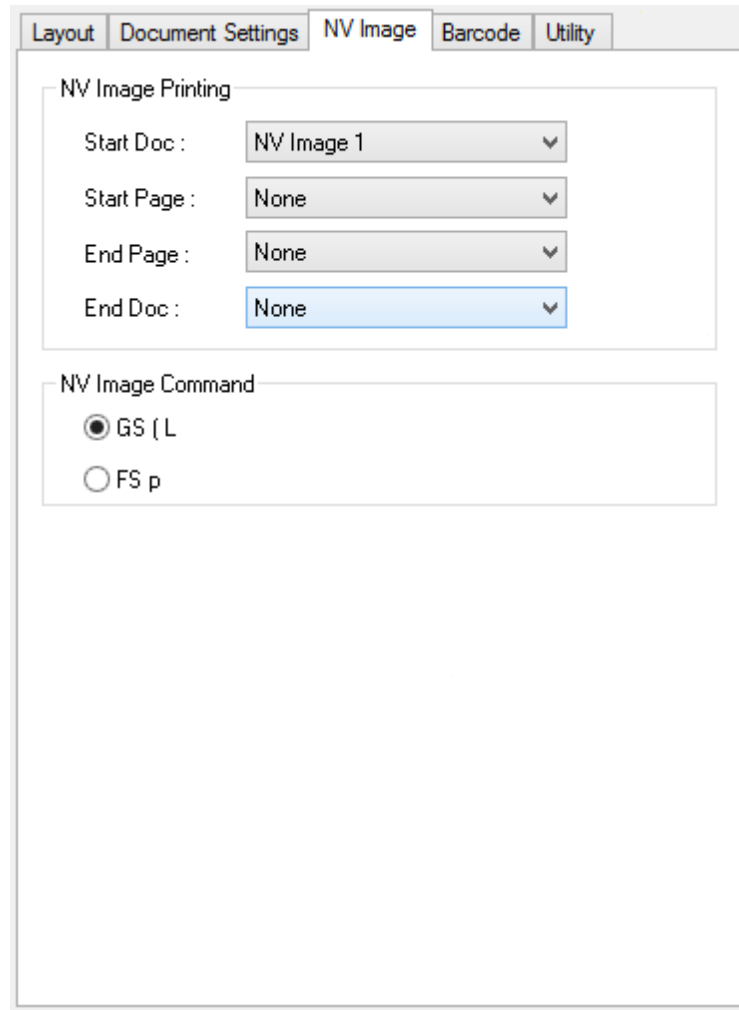 Layout Document Settings NV Image Barcode Utility
NV Image Printing
Start Doc : NV Image 1
Start Page : None
End Page : None
End Doc : None
NV Image Command
GS ( L
FS p